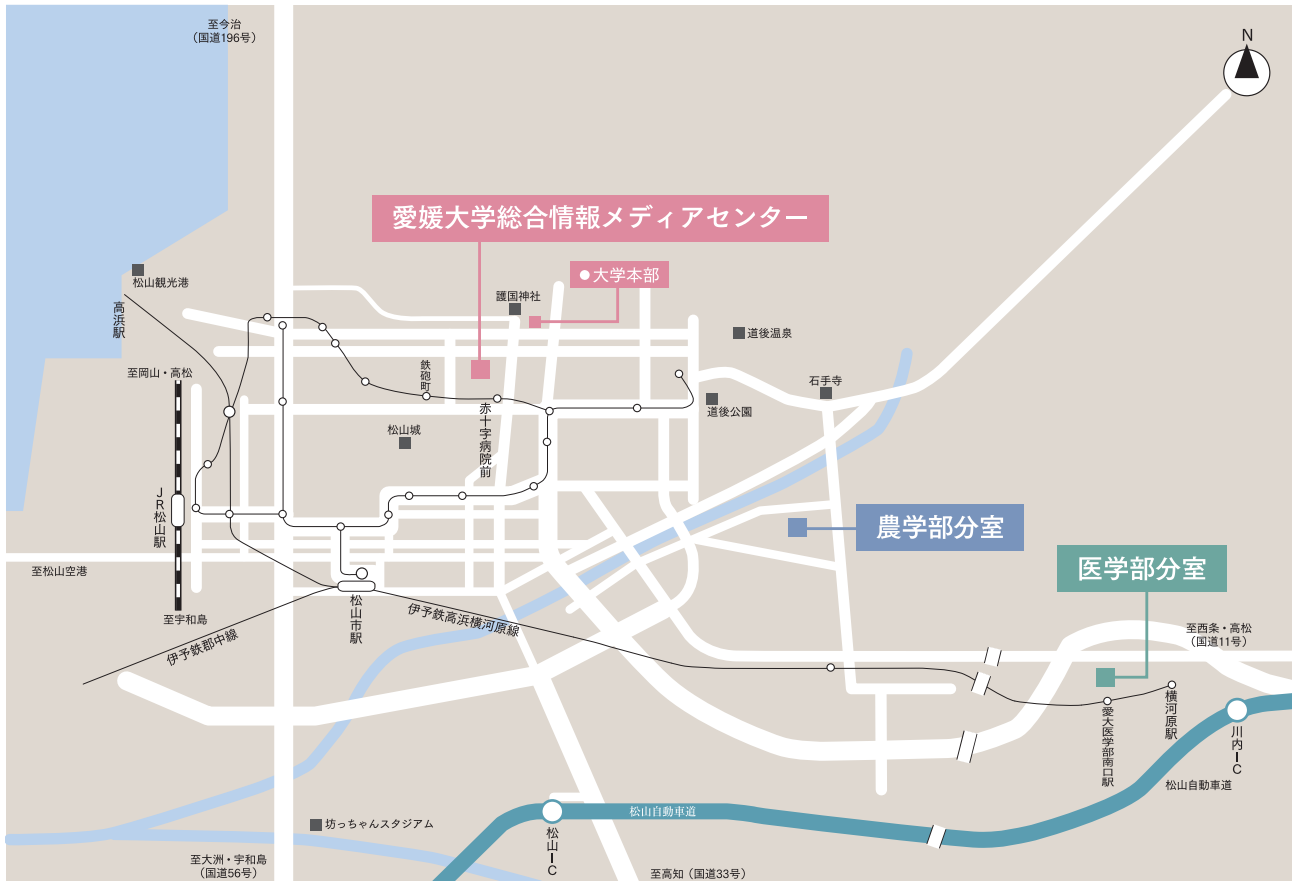 至今治
（国道196号）
N
愛媛大学総合情報メディアセンター
●大学本部
松山観光港
護国神社
高浜駅
道後温泉
至岡山・高松
鉄砲町
石手寺
赤十字病院前
道後公園
松山城
JR松山駅
農学部分室
医学部分室
至松山空港
松山市駅
伊予鉄高浜横河原線
至宇和島
伊予鉄郡中線
至西条・高松
（国道11号）
横河原駅
愛大医学部南口駅
川内IC
松山自動車道
松山自動車道
坊っちゃんスタジアム
松山IC
至大洲・宇和島
（国道56号）
至高知（国道33号）